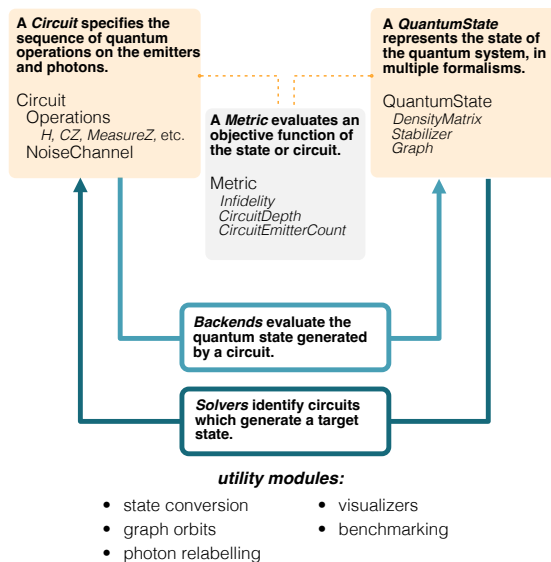 A Circuit specifies the
sequence of quantum
operations on the emitters
and photons.
Circuit
Operations
H, CZ, MeasureZ, etc.
NoiseChannel
A Metric evaluates an
objective function of
the state or circuit.
Metric
Infidelity
CircuitDepth
CircuitEmitterCount
A QuantumState
represents the state of
the quantum system, in
multiple formalisms.
QuantumState
DensityMatrix
Stabilizer
Graph
Backends evaluate the
quantum state generated
by a circuit.
Solvers identify circuits
which generate a target
state.
utility modules:
• state conversion
• graph orbits
• photon relabelling
• visualizers
• benchmarking